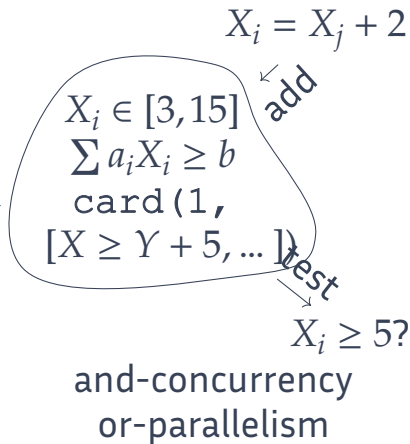 X_i = X_j + 2
add
X_i ∈ [3, 15]
∑ a_i X_i ≥ b
card(1,
[X ≥ Y + 5, … ])
test
X_i ≥ 5?
and-concurrency
or-parallelism